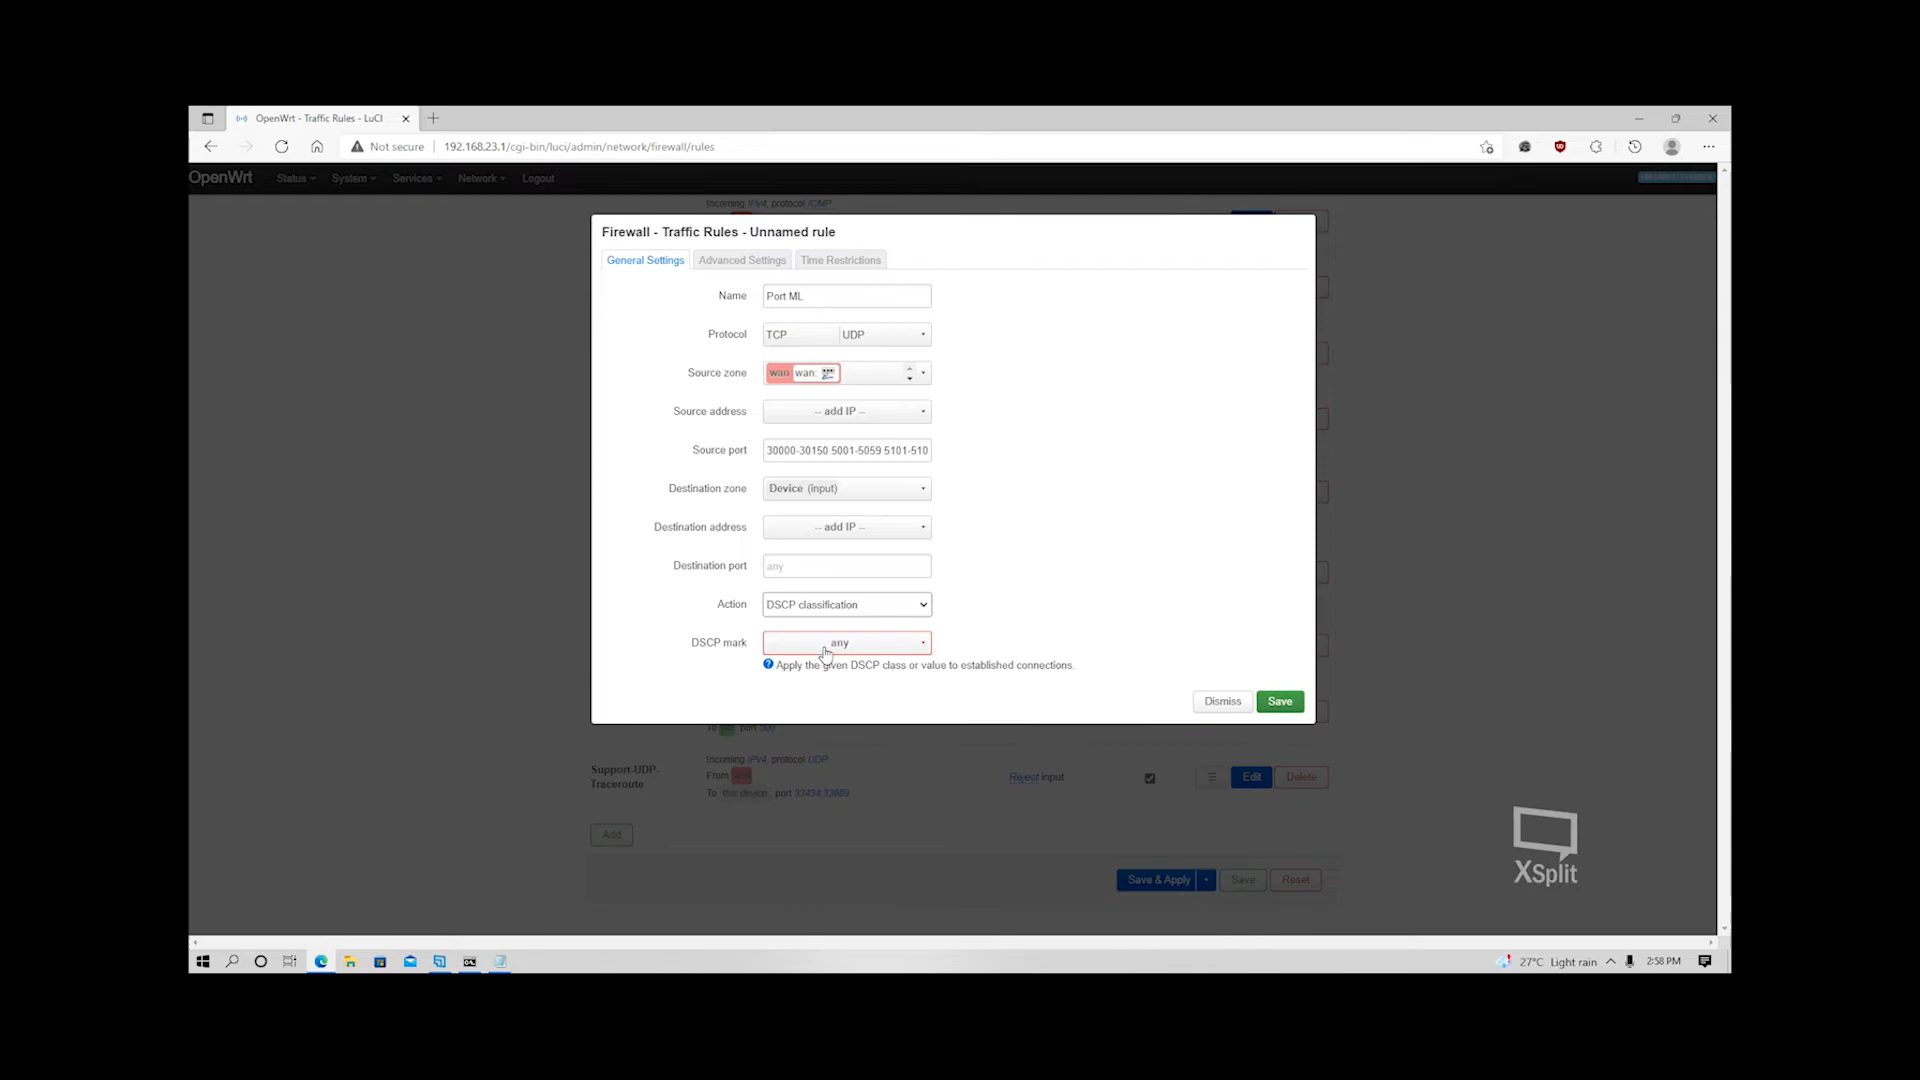 OpenWrt - Traffic Rules - LuCI
Not secure
192.168.23.1/cgi-bin/luci/admin/network/firewall/rules
OpenWrt
Status
System
Services
Network
Logout
Incoming IPv4, protocol ICMP
Firewall - Traffic Rules - Unnamed rule
General Settings
Advanced Settings
Time Restrictions
Name
Port ML
Protocol
TCP
UDP
Source zone
wan wan:
Source address
-- add IP --
Source port
30000-30150 5001-5059 5101-510
Destination zone
Device (input)
Destination address
-- add IP --
Destination port
any
Action
DSCP classification
DSCP mark
any
Apply the given DSCP class or value to established connections.
Dismiss
Save
Support-UDP-
Traceroute
Incoming IPv4, protocol UDP
From
To this device, port 33434:33689
Reject input
Edit
Delete
Add
Save & Apply
Save
Reset
XSplit
27°C Light rain
2:58 PM